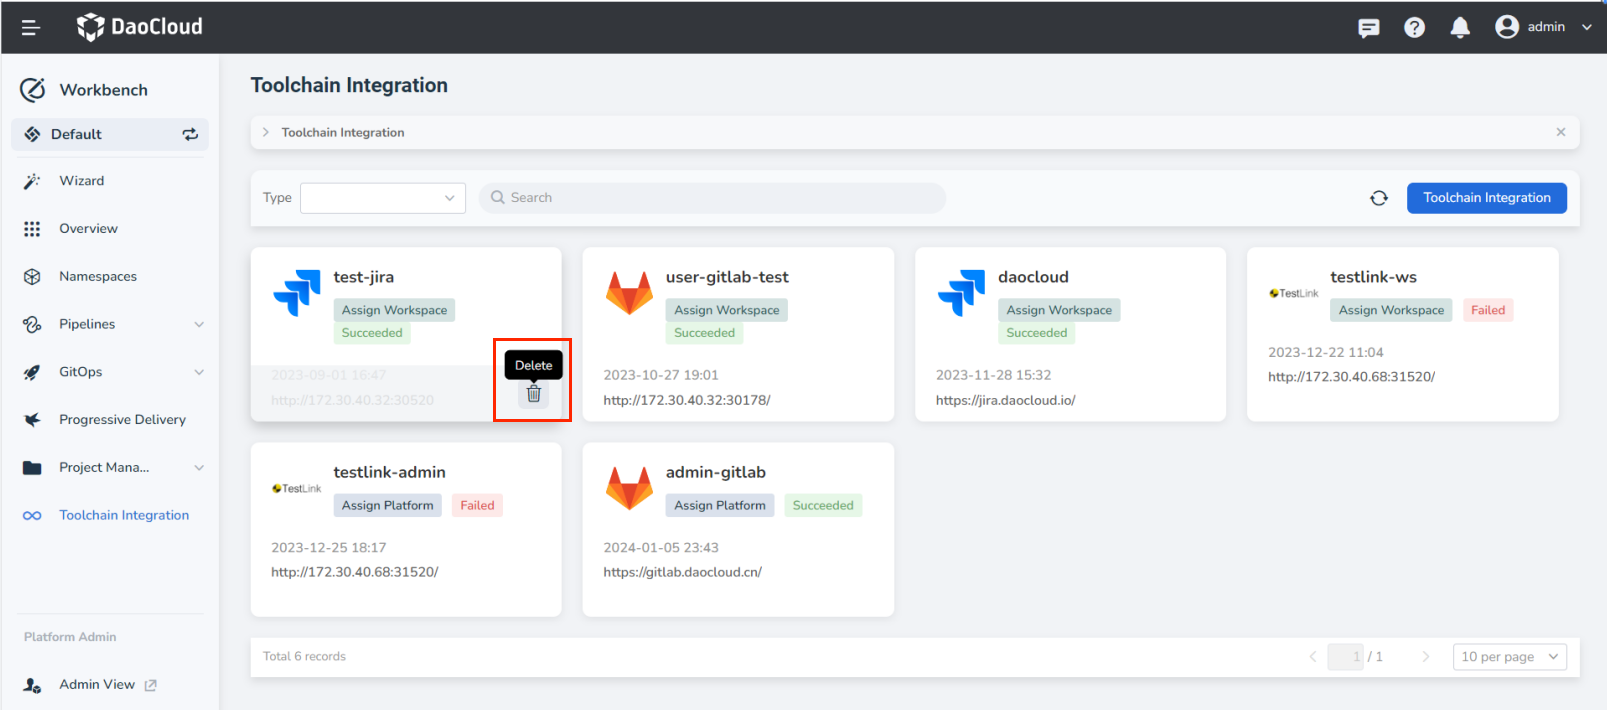 DaoCloud
admin
Workbench
Default
Wizard
Overview
Namespaces
Pipelines
GitOps
Progressive Delivery
Project Mana...
Toolchain Integration
Platform Admin
Admin View
Toolchain Integration
Toolchain Integration
Type
Search
Toolchain Integration
test-jira
Assign Workspace
Succeeded
2023-09-01 16:47
http://172.30.40.32:30520
Delete
user-gitlab-test
Assign Workspace
Succeeded
2023-10-27 19:01
http://172.30.40.32:30178/
daocloud
Assign Workspace
Succeeded
2023-11-28 15:32
https://jira.daocloud.io/
TestLink
testlink-ws
Assign Workspace Failed
2023-12-22 11:04
http://172.30.40.68:31520/
TestLink
testlink-admin
Assign Platform Failed
2023-12-25 18:17
http://172.30.40.68:31520/
admin-gitlab
Assign Platform Succeeded
2024-01-05 23:43
https://gitlab.daocloud.cn/
Total 6 records
1 / 1
10 per page